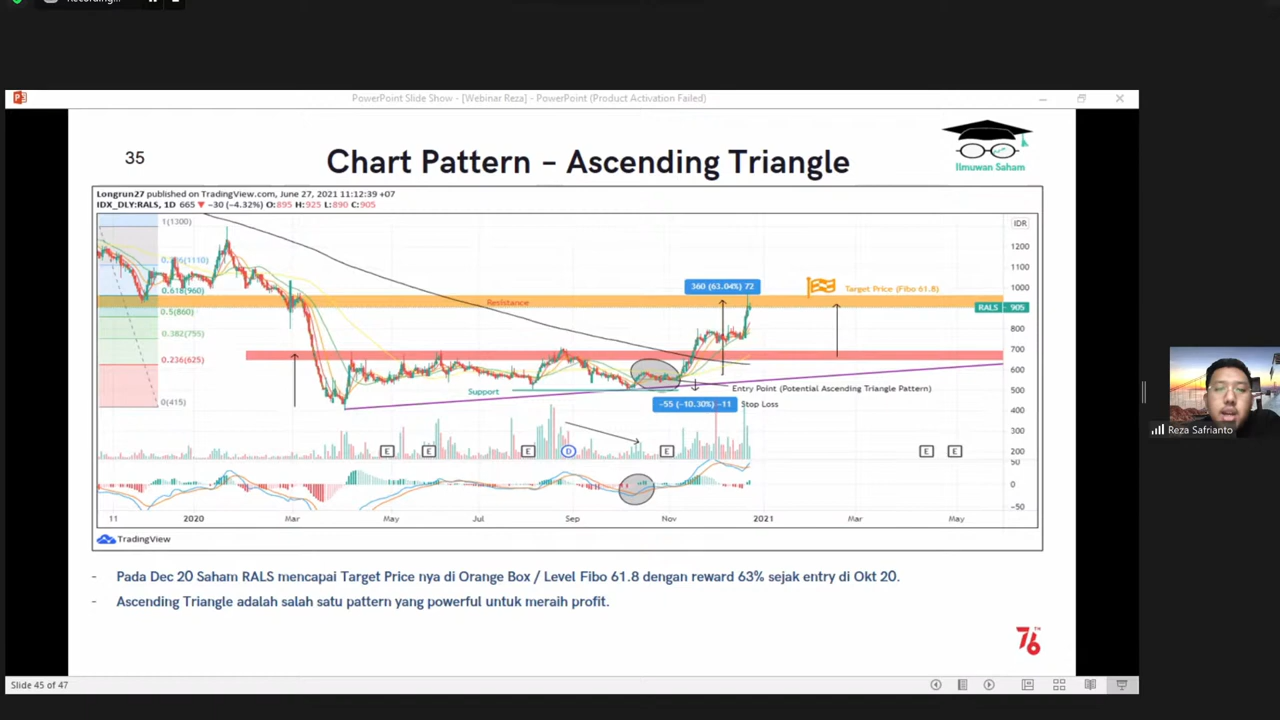 Recording...
PowerPoint Slide Show - [Webinar Reza] - PowerPoint (Product Activation Failed)
35
Chart Pattern – Ascending Triangle
Ilmuwan Saham
Longrun27 published on TradingView.com, June 27, 2021 11:12:39 +07
IDX_DLY:RALS, 1D 665 ▼ −30 (−4.32%) O:895 H:925 L:890 C:905
IDR
1(1300)
0.618(960)
0.5(860)
0.382(755)
0.236(625)
0(415)
Resistance
360 (63.04%) 72
Target Price (Fibo 61.8)
RALS 905
Support
Entry Point (Potential Ascending Triangle Pattern)
−55 (−10.30%) −11
Stop Loss
1200
1100
1000
800
700
600
500
400
300
200
50
0
−50
E E E D E E E
11 2020 Mar May Jul Sep Nov 2021 Mar May
TradingView
- Pada Dec 20 Saham RALS mencapai Target Price nya di Orange Box / Level Fibo 61.8 dengan reward 63% sejak entry di Okt 20.
- Ascending Triangle adalah salah satu pattern yang powerful untuk meraih profit.
76
Slide 45 of 47
Reza Safrianto